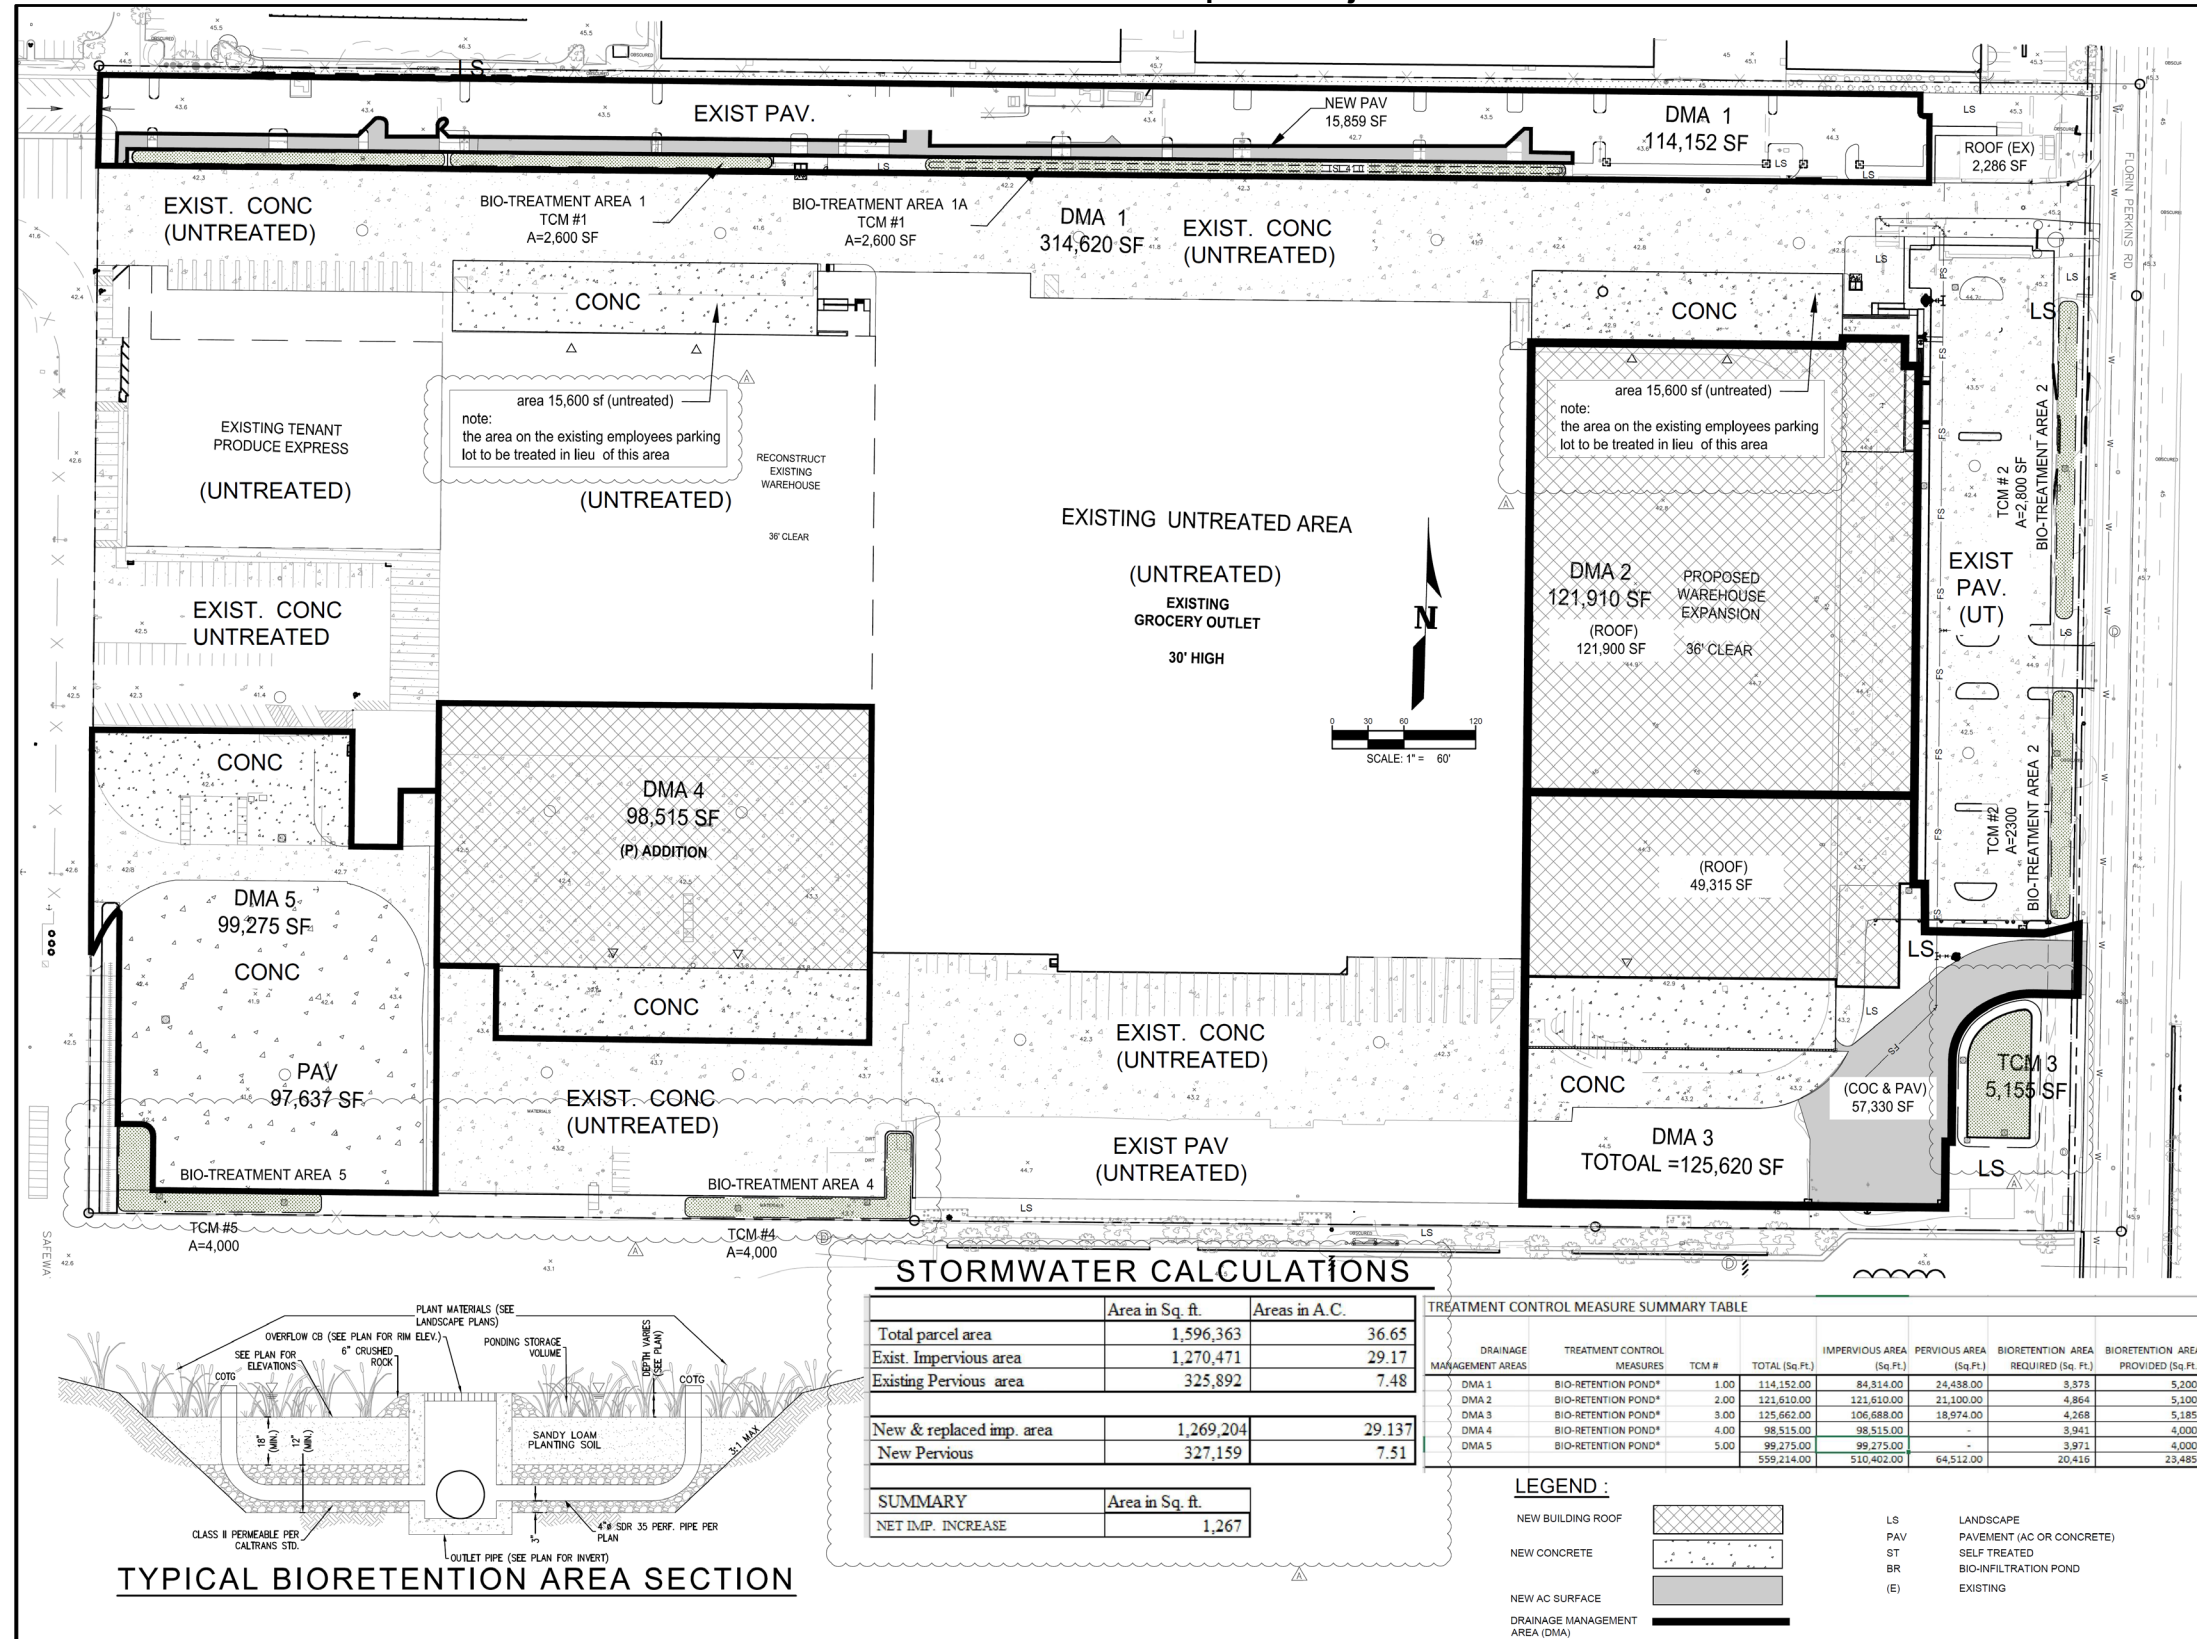 EXIST PAV.
NEW PAV
15,859 SF
DMA 1
114,152 SF
LS
ROOF (EX)
2,286 SF
FLORIN PERKINS RD
EXIST. CONC
(UNTREATED)
BIO-TREATMENT AREA 1
TCM #1
A=2,600 SF
BIO-TREATMENT AREA 1A
TCM #1
A=2,600 SF
DMA 1
314,620 SF
EXIST. CONC
(UNTREATED)
CONC
CONC
LS
LS
area 15,600 sf (untreated)
note:
the area on the existing employees parking
lot to be treated in lieu of this area
area 15,600 sf (untreated)
note:
the area on the existing employees parking
lot to be treated in lieu of this area
EXISTING TENANT
PRODUCE EXPRESS
(UNTREATED)
(UNTREATED)
RECONSTRUCT
EXISTING
WAREHOUSE
36' CLEAR
EXISTING UNTREATED AREA
(UNTREATED)
EXISTING
GROCERY OUTLET
30' HIGH
N
0 30 60 120
SCALE: 1" = 60'
DMA 2
121,910 SF
(ROOF)
121,900 SF
PROPOSED
WAREHOUSE
EXPANSION
36' CLEAR
TCM # 2
A=2,800 SF
BIO-TREATMENT AREA 2
EXIST
PAV.
(UT)
EXIST. CONC
UNTREATED
CONC
DMA 4
98,515 SF
(P) ADDITION
(ROOF)
49,315 SF
TCM #2
A=2300
BIO-TREATMENT AREA 2
DMA 5
99,275 SF
CONC
PAV
97,637 SF
CONC
EXIST. CONC
(UNTREATED)
EXIST. CONC
(UNTREATED)
EXIST PAV
(UNTREATED)
LS
LS
CONC
(COC & PAV)
57,330 SF
TCM 3
5,155 SF
LS
DMA 3
TOTOAL =125,620 SF
BIO-TREATMENT AREA 5
BIO-TREATMENT AREA 4
TCM #5
A=4,000
TCM #4
A=4,000
LS
LS
SAFEWA
STORMWATER CALCULATIONS
Area in Sq. ft. Areas in A.C.
Total parcel area 1,596,363 36.65
Exist. Impervious area 1,270,471 29.17
Existing Pervious area 325,892 7.48
New & replaced imp. area 1,269,204 29.137
New Pervious 327,159 7.51
SUMMARY Area in Sq. ft.
NET IMP. INCREASE 1,267
TREATMENT CONTROL MEASURE SUMMARY TABLE
DRAINAGE TREATMENT CONTROL IMPERVIOUS AREA PERVIOUS AREA BIORETENTION AREA BIORETENTION AREA
MANAGEMENT AREAS MEASURES TCM # TOTAL (Sq.Ft.) (Sq.Ft.) (Sq.Ft.) REQUIRED (Sq. Ft.) PROVIDED (Sq.Ft.
DMA 1 BIO-RETENTION POND* 1.00 114,152.00 84,314.00 24,438.00 3,373 5,200
DMA 2 BIO-RETENTION POND* 2.00 121,610.00 121,610.00 21,100.00 4,864 5,100
DMA 3 BIO-RETENTION POND* 3.00 125,662.00 106,688.00 18,974.00 4,268 5,185
DMA 4 BIO-RETENTION POND* 4.00 98,515.00 98,515.00 - 3,941 4,000
DMA 5 BIO-RETENTION POND* 5.00 99,275.00 99,275.00 - 3,971 4,000
559,214.00 510,402.00 64,512.00 20,416 23,485
PLANT MATERIALS (SEE
LANDSCAPE PLANS)
OVERFLOW CB (SEE PLAN FOR RIM ELEV.)
SEE PLAN FOR
ELEVATIONS
6" CRUSHED
ROCK
PONDING STORAGE
VOLUME
DEPTH VARIES
(SEE PLAN)
COTG
COTG
18"
(MIN.)
12"
(MIN.)
SANDY LOAM
PLANTING SOIL
3:1 MAX
CLASS II PERMEABLE PER
CALTRANS STD.
3"
4"ø SDR 35 PERF. PIPE PER
PLAN
OUTLET PIPE (SEE PLAN FOR INVERT)
TYPICAL BIORETENTION AREA SECTION
LEGEND :
NEW BUILDING ROOF
NEW CONCRETE
NEW AC SURFACE
DRAINAGE MANAGEMENT
AREA (DMA)
LS LANDSCAPE
PAV PAVEMENT (AC OR CONCRETE)
ST SELF TREATED
BR BIO-INFILTRATION POND
(E) EXISTING